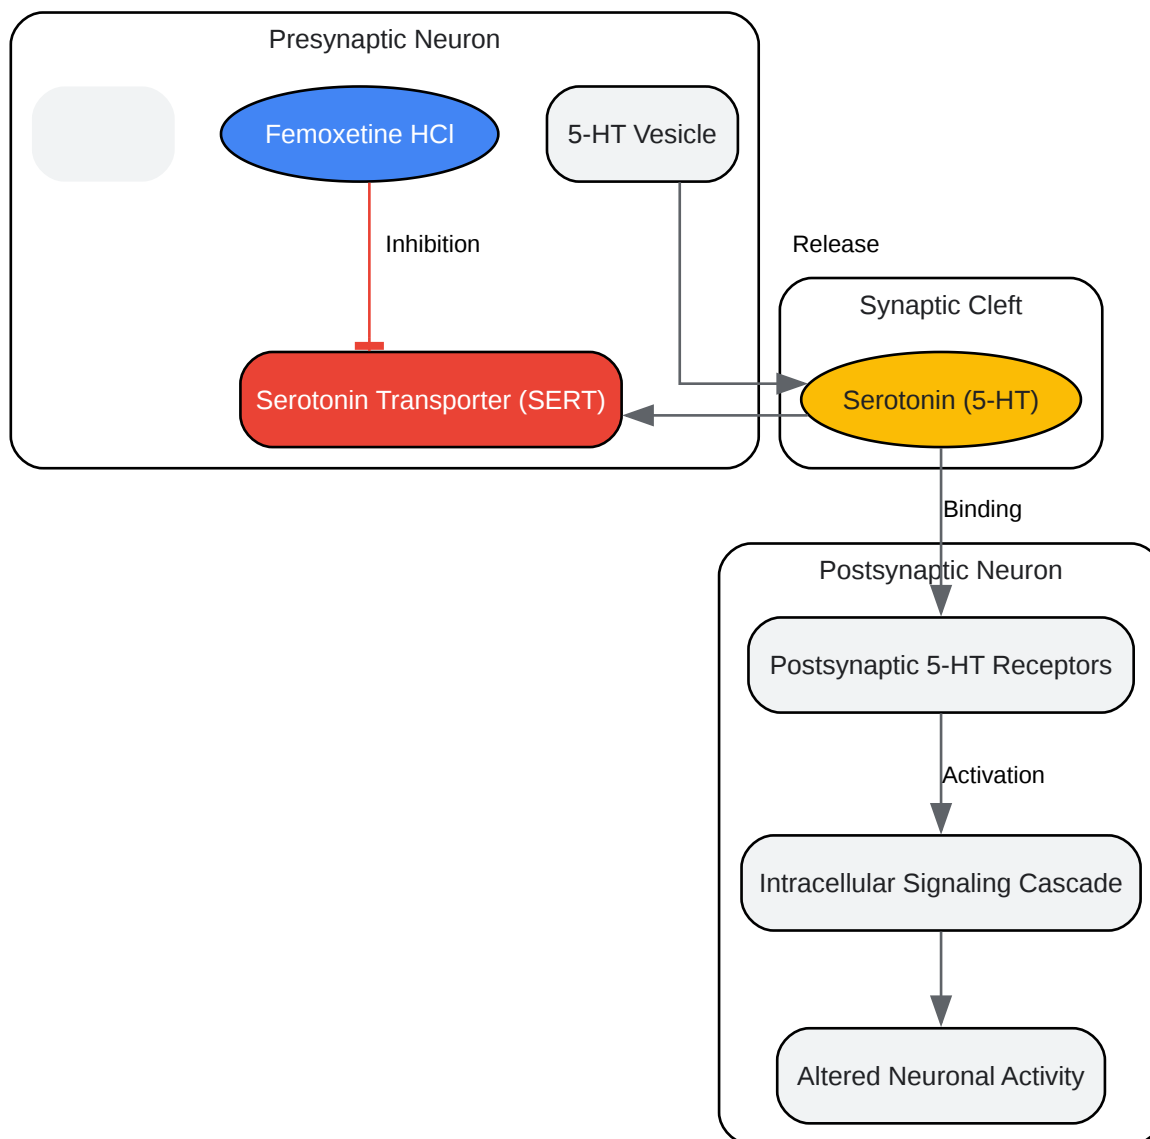 Presynaptic Neuron
Femoxetine HCl
5-HT Vesicle
Inhibition
Release
Synaptic Cleft
Serotonin Transporter (SERT)
Serotonin (5-HT)
Binding
Postsynaptic Neuron
Postsynaptic 5-HT Receptors
Activation
Intracellular Signaling Cascade
Altered Neuronal Activity